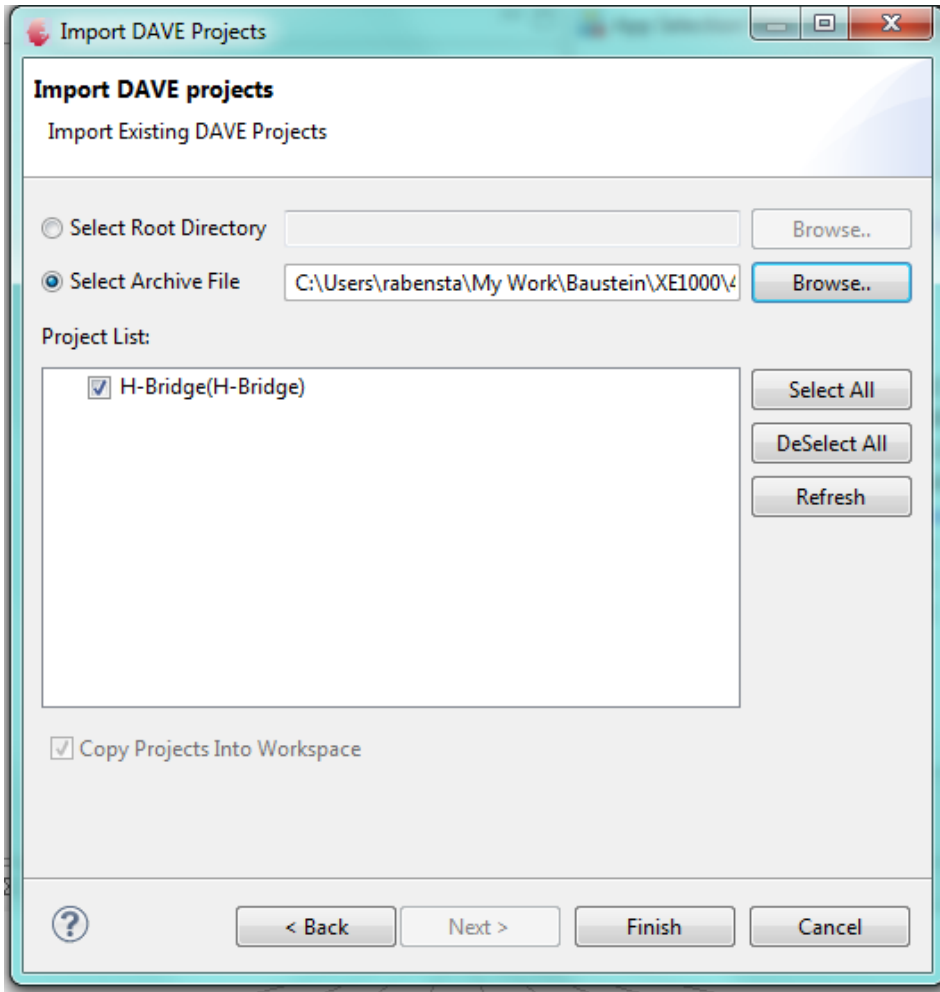 Import DAVE Projects
Import DAVE projects
Import Existing DAVE Projects
Select Root Directory
Browse..
Select Archive File
C:\Users\rabensta\My Work\Baustein\XE1000\4
Browse..
Project List:
H-Bridge(H-Bridge)
Select All
DeSelect All
Refresh
Copy Projects Into Workspace
?
< Back
Next >
Finish
Cancel